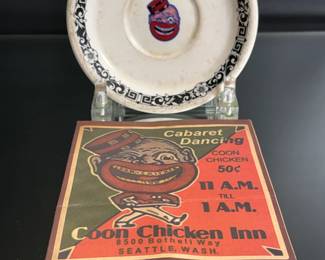 Cabaret
Dancing
COON
CHICKEN
50¢
11 A.M.
TILL
1 A.M.
Coon Chicken Inn
8500 Bothell Way
SEATTLE, WASH.